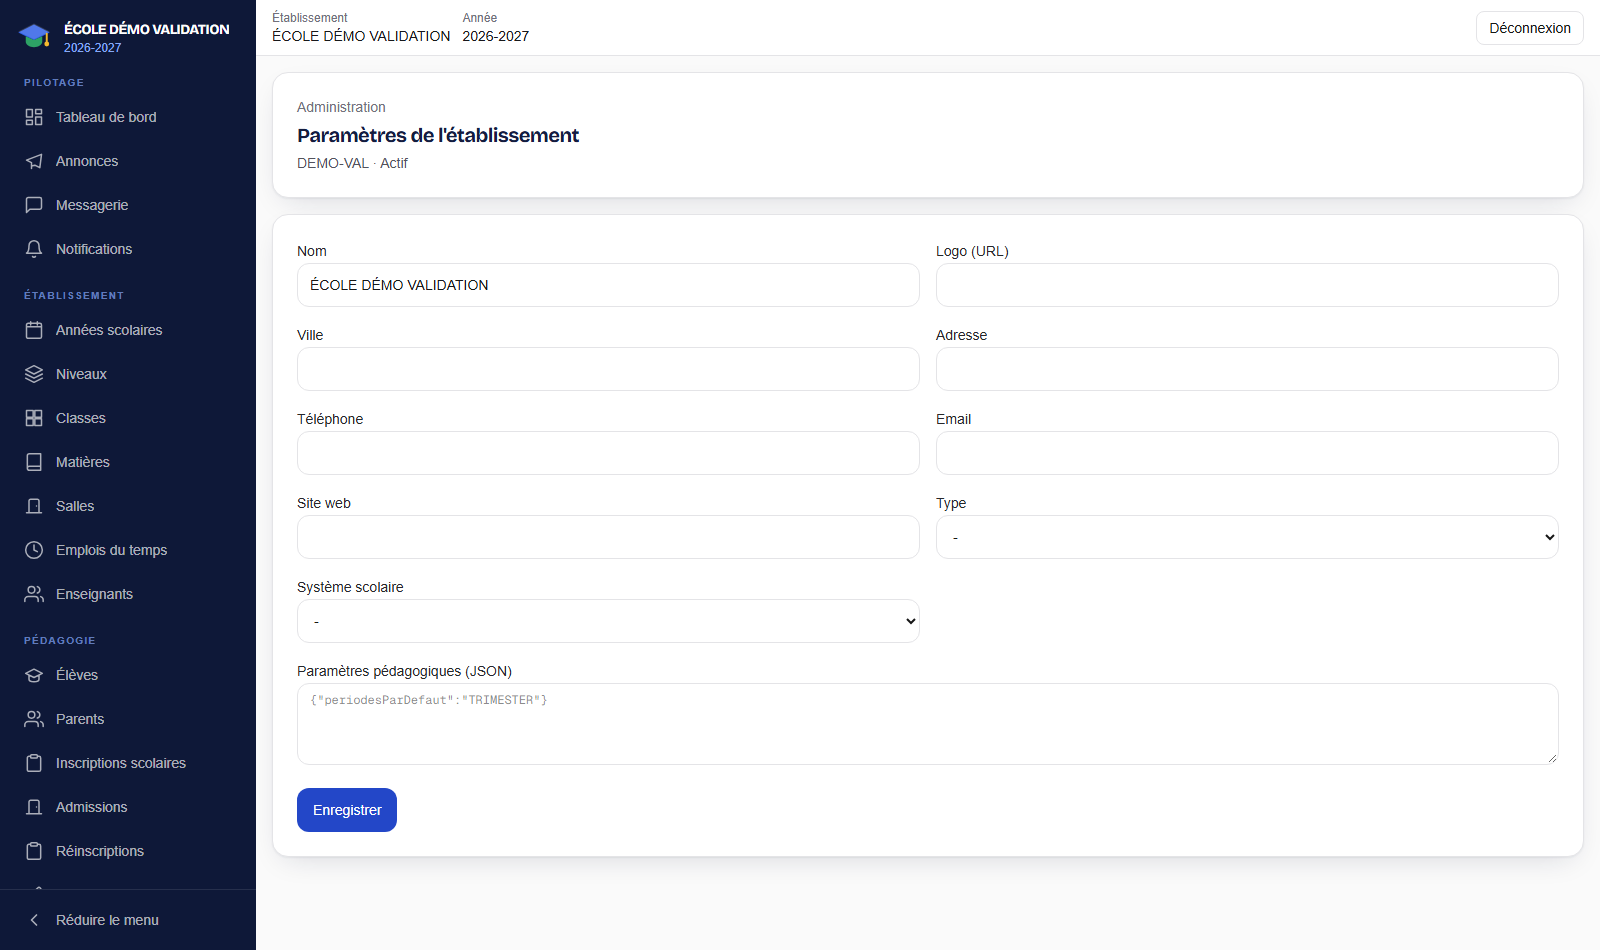 ÉCOLE DÉMO VALIDATION
2026-2027
PILOTAGE
Tableau de bord
Annonces
Messagerie
Notifications
ÉTABLISSEMENT
Années scolaires
Niveaux
Classes
Matières
Salles
Emplois du temps
Enseignants
PÉDAGOGIE
Élèves
Parents
Inscriptions scolaires
Admissions
Réinscriptions
Réduire le menu
Établissement
ÉCOLE DÉMO VALIDATION
Année
2026-2027
Déconnexion
Administration
Paramètres de l'établissement
DEMO-VAL · Actif
Nom
ÉCOLE DÉMO VALIDATION
Logo (URL)
Ville
Adresse
Téléphone
Email
Site web
Type
-
Système scolaire
-
Paramètres pédagogiques (JSON)
{"periodesParDefaut":"TRIMESTER"}
Enregistrer